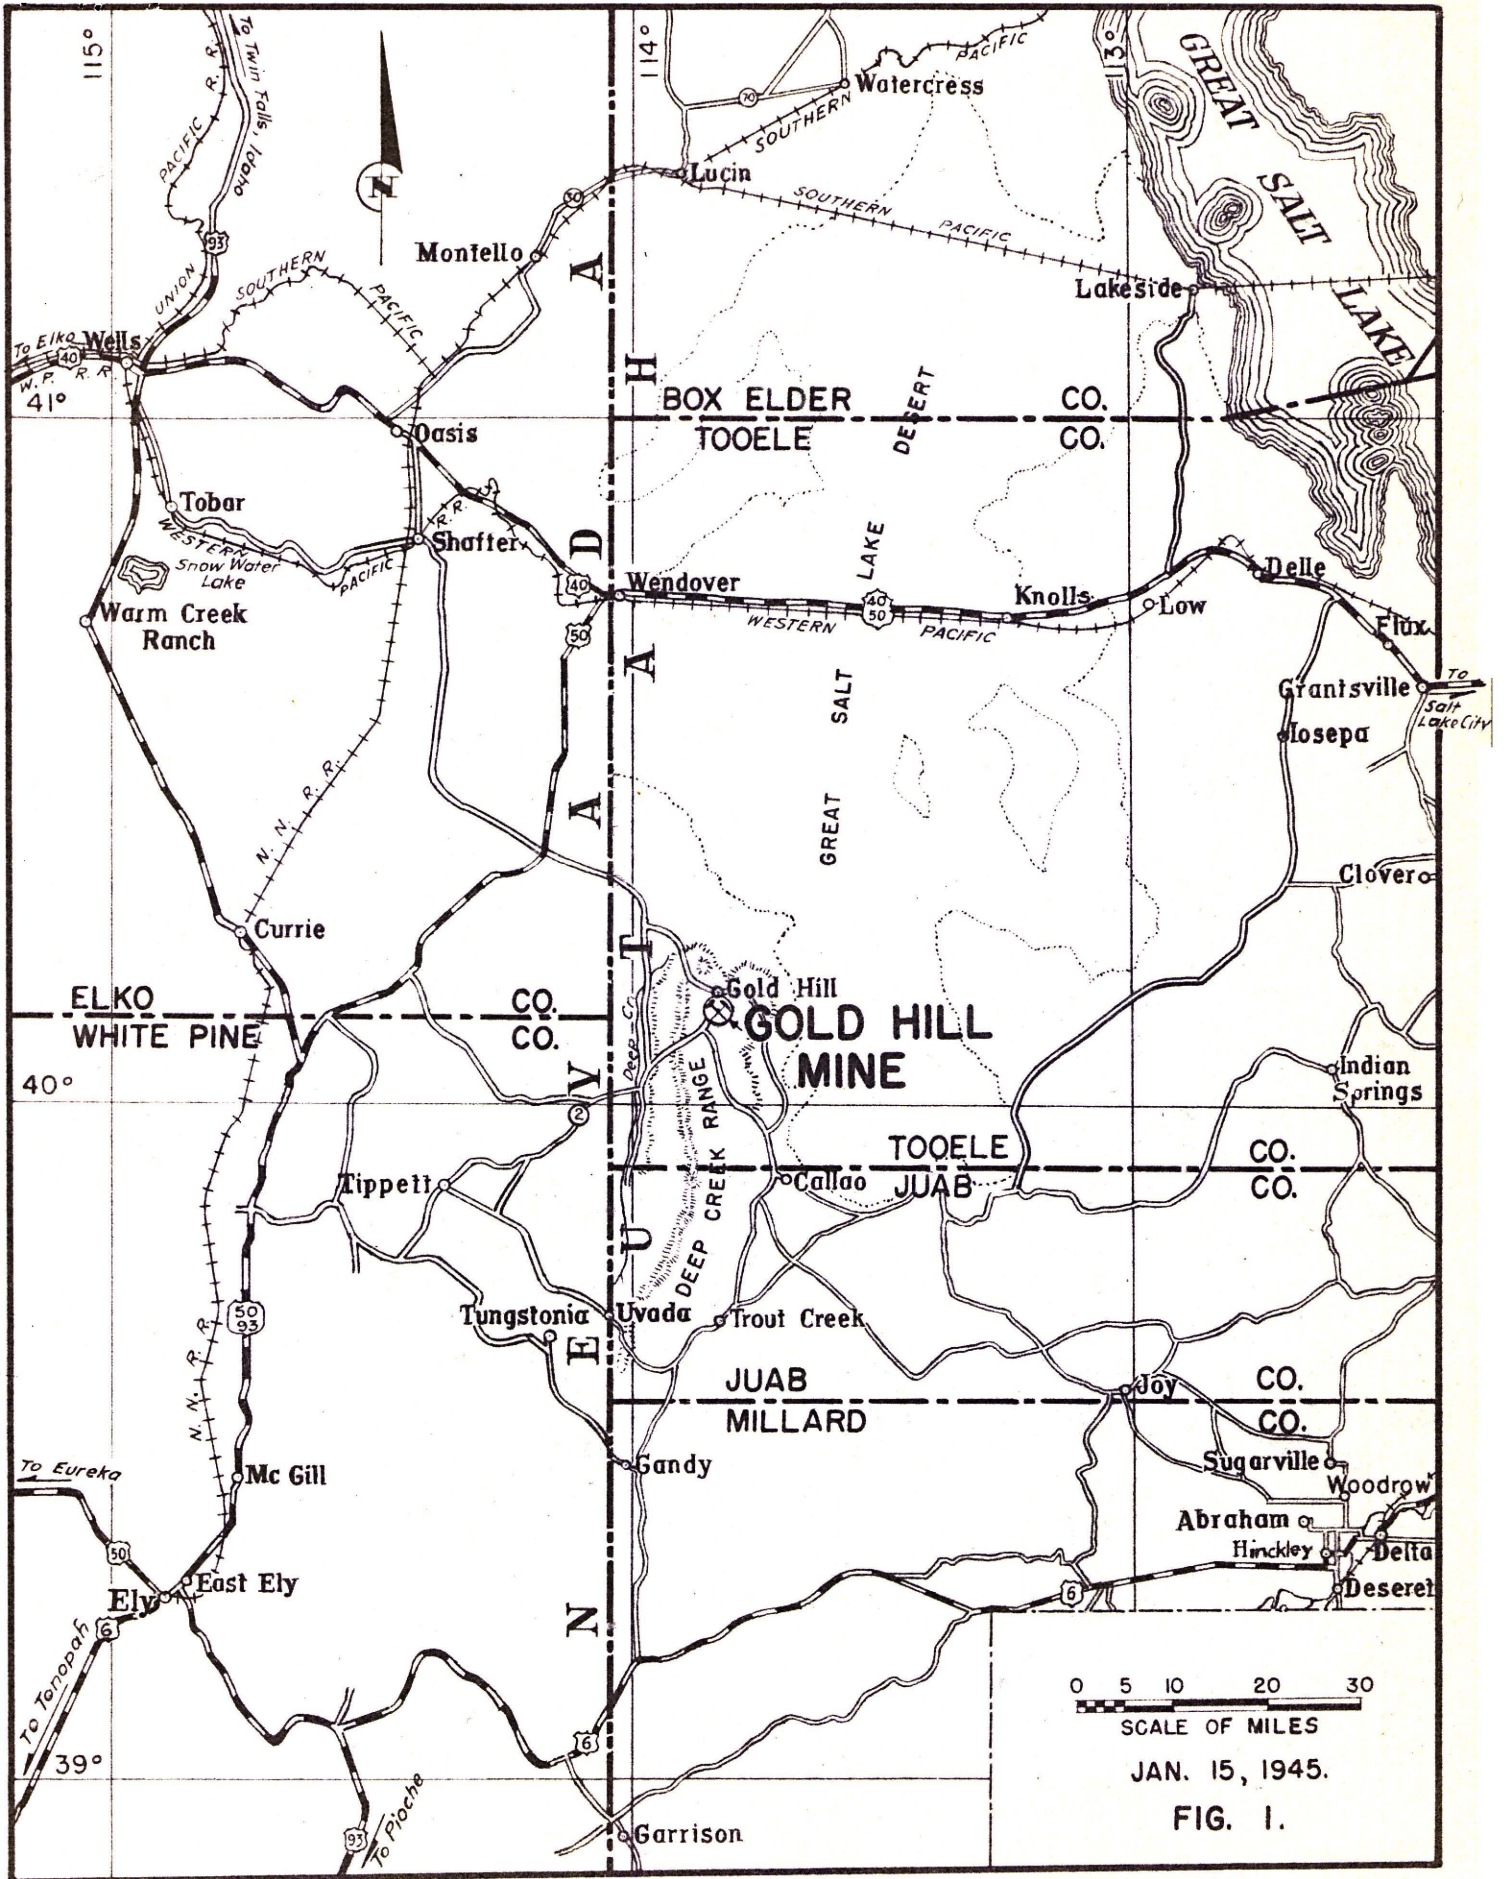 115°
To Twin Falls, Idaho
PACIFIC R. R.
114°
113°
PACIFIC
Watercress
70
SOUTHERN
GREAT
SALT
LAKE
N
Lucin
30
SOUTHERN PACIFIC
93
Montello
UNION
SOUTHERN
PACIFIC
Lakeside
To Elko
40
Wells
W. P. R. R.
41°
BOX ELDER CO.
TOOELE CO.
Oasis
GREAT SALT LAKE DESERT
Tobar
R. R.
WESTERN
PACIFIC
Shafter
Snow Water
Lake
40
Wendover
40
50
Knolls
Delle
Low
Warm Creek
Ranch
50
WESTERN
PACIFIC
Flux
Grantsville
To
Salt
Lake City
Iosepa
N. N. R. R.
Clover
Currie
Gold Hill
ELKO CO.
WHITE PINE CO.
GOLD HILL
MINE
Deep Cr.
40°
2
Indian
Springs
TOOELE CO.
JUAB CO.
DEEP CREEK RANGE
Tippett
Callao
NEVADA
UTAH
50
93
Tungstonia
Uvada
Trout Creek
N. N. R. R.
JUAB CO.
MILLARD CO.
Joy
To Eureka
Mc Gill
Gandy
Sugarville
Woodrow
Abraham
50
Hinckley
Delta
East Ely
Ely
6
Deseret
6
To Tonopah
0 5 10 20 30
SCALE OF MILES
6
39°
JAN. 15, 1945.
FIG. 1.
93
To Pioche
Garrison